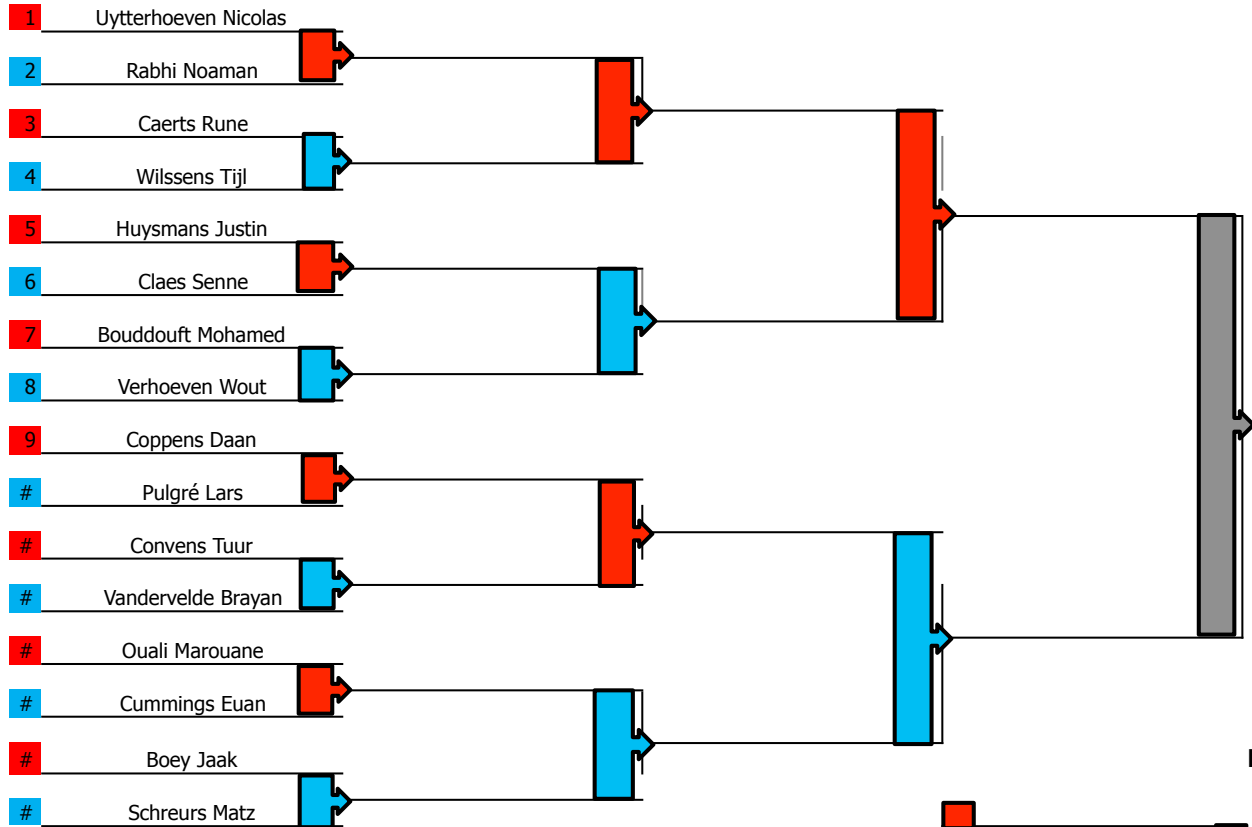 1 Uytterhoeven Nicolas
2 Rabhi Noaman
3 Caerts Rune
4 Wilssens Tijl
5 Huysmans Justin
6 Claes Senne
7 Bouddouft Mohamed
8 Verhoeven Wout
9 Coppens Daan
# Pulgré Lars
# Convens Tuur
# Vandervelde Brayan
# Ouali Marouane
# Cummings Euan
# Boey Jaak
# Schreurs Matz